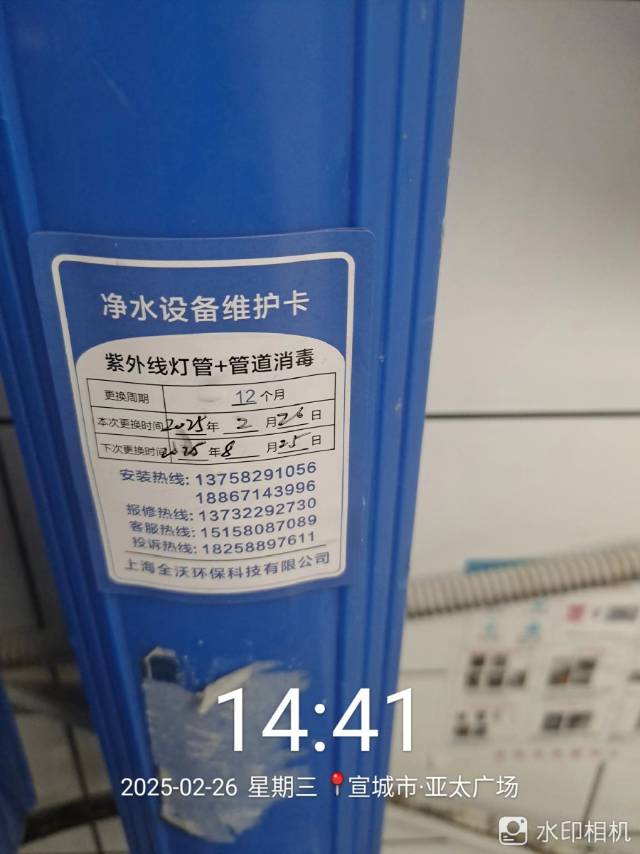 净水设备维护卡
紫外线灯管+管道消毒
更换周期 12个月
本次更换时间 2025年 2 月 26 日
下次更换时间 2025 年 8 月 25 日
安装热线: 13758291056
18867143996
报修热线: 13732292730
客服热线: 15158087089
投诉热线: 18258897611
上海全沃环保科技有限公司
14:41
2025-02-26 星期三 宣城市·亚太广场
水印相机